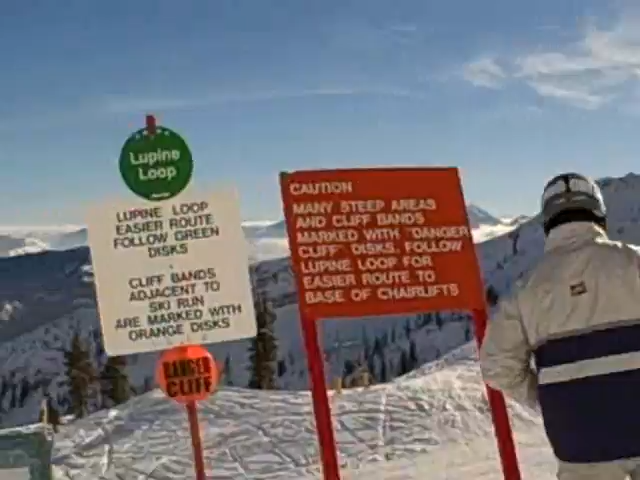 Lupine
Loop
LUPINE LOOP
EASIER ROUTE
FOLLOW GREEN
DISKS
CLIFF BANDS
ADJACENT TO
SKI RUN
ARE MARKED WITH
ORANGE DISKS
DANGER
CLIFF
CAUTION
MANY STEEP AREAS
AND CLIFF BANDS
MARKED WITH "DANGER
CLIFF" DISKS. FOLLOW
LUPINE LOOP FOR
EASIER ROUTE TO
BASE OF CHAIRLIFTS